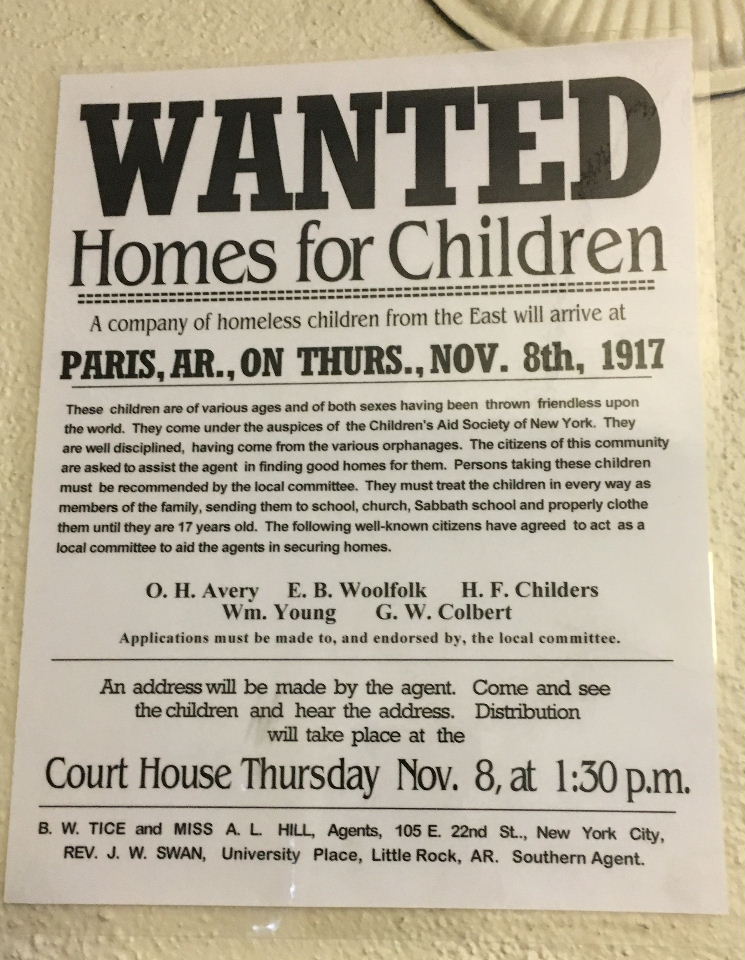 WANTED
Homes for Children
A company of homeless children from the East will arrive at
PARIS, AR., ON THURS., NOV. 8th, 1917
These children are of various ages and of both sexes having been thrown friendless upon
the world. They come under the auspices of the Children's Aid Society of New York. They
are well disciplined, having come from the various orphanages. The citizens of this community
are asked to assist the agent in finding good homes for them. Persons taking these children
must be recommended by the local committee. They must treat the children in every way as
members of the family, sending them to school, church, Sabbath school and properly clothe
them until they are 17 years old. The following well-known citizens have agreed to act as a
local committee to aid the agents in securing homes.
O. H. Avery E. B. Woolfolk H. F. Childers
Wm. Young G. W. Colbert
Applications must be made to, and endorsed by, the local committee.
An address will be made by the agent. Come and see
the children and hear the address. Distribution
will take place at the
Court House Thursday Nov. 8, at 1:30 p.m.
B. W. TICE and MISS A. L. HILL, Agents, 105 E. 22nd St., New York City,
REV. J. W. SWAN, University Place, Little Rock, AR. Southern Agent.